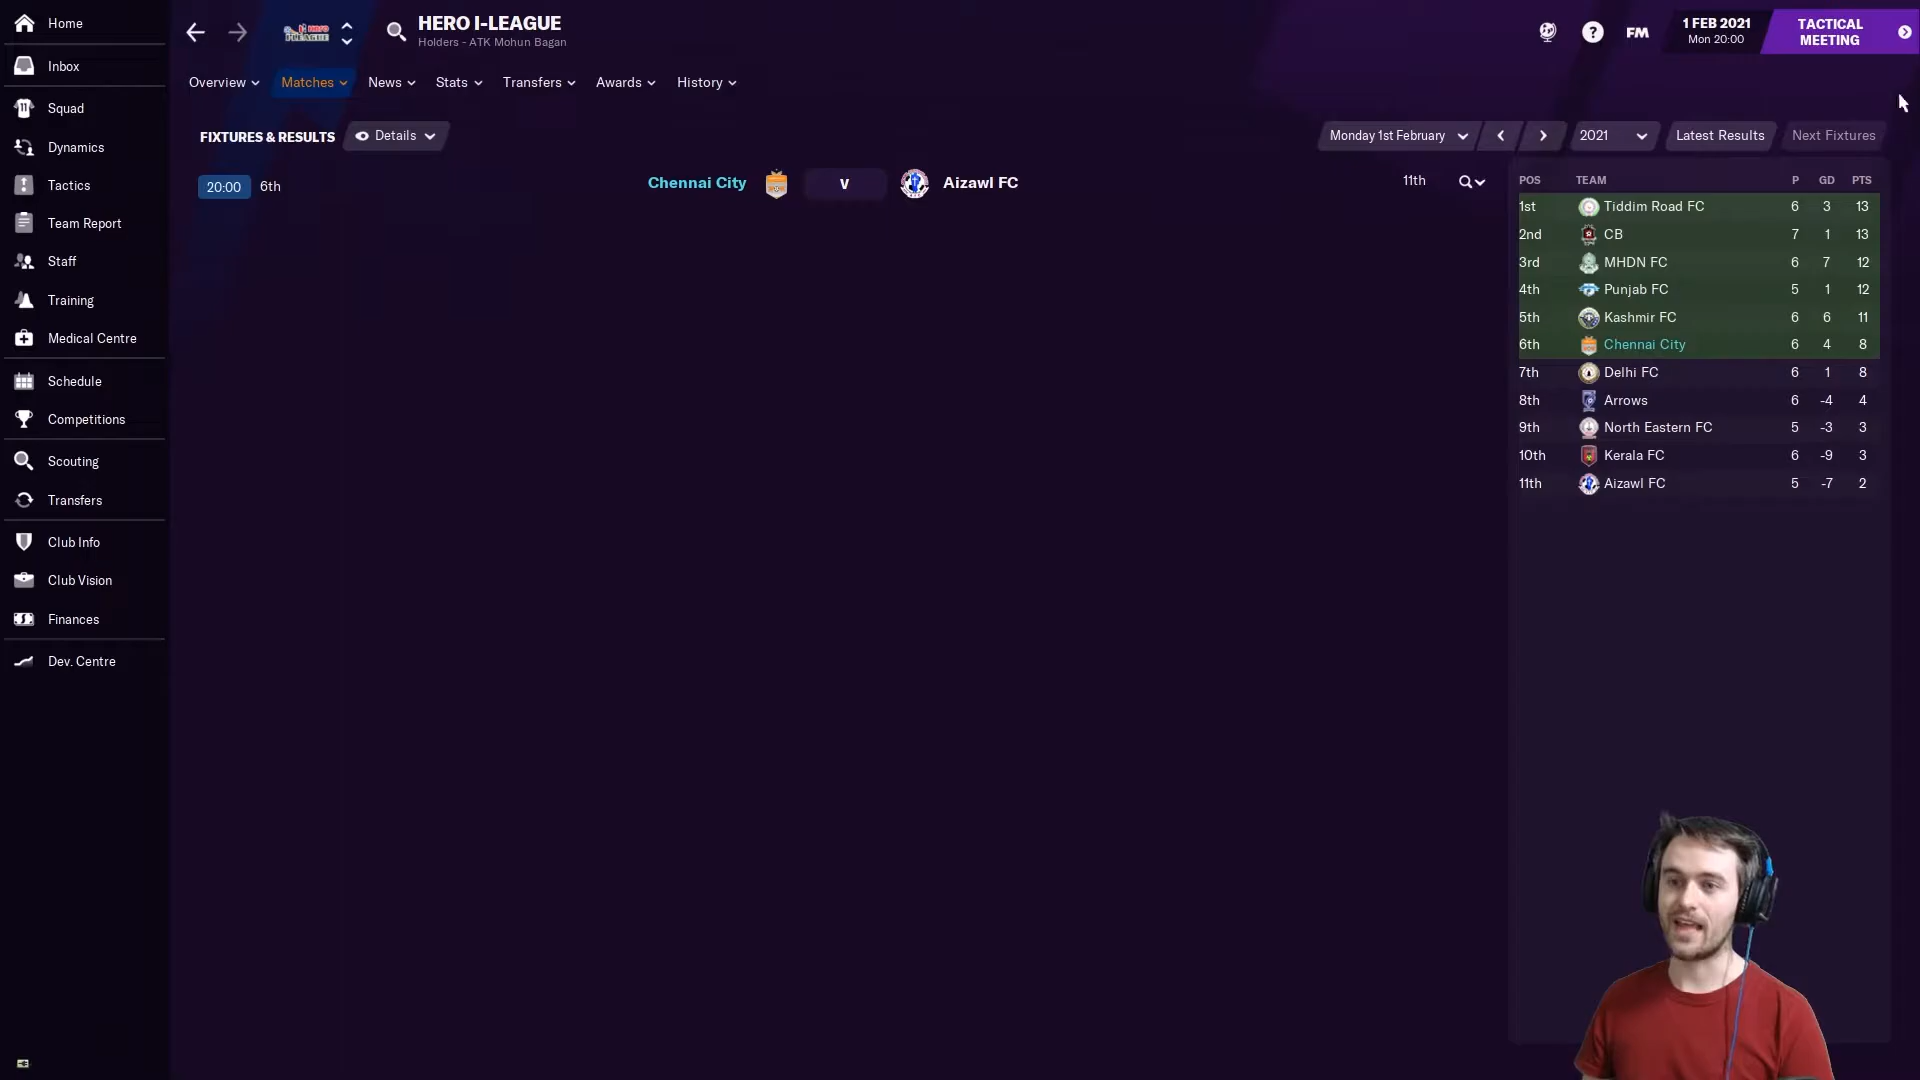 Home
Inbox
Squad
Dynamics
Tactics
Team Report
Staff
Training
Medical Centre
Schedule
Competitions
Scouting
Transfers
Club Info
Club Vision
Finances
Dev. Centre
HERO I-LEAGUE
Holders - ATK Mohun Bagan
FM
1 FEB 2021
Mon 20:00
TACTICAL
MEETING
Overview Matches News Stats Transfers Awards History
FIXTURES & RESULTS Details
Monday 1st February 2021 Latest Results Next Fixtures
20:00 6th Chennai City v Aizawl FC 11th
POS TEAM P GD PTS
1st Tiddim Road FC 6 3 13
2nd CB 7 1 13
3rd MHDN FC 6 7 12
4th Punjab FC 5 1 12
5th Kashmir FC 6 6 11
6th Chennai City 6 4 8
7th Delhi FC 6 1 8
8th Arrows 6 -4 4
9th North Eastern FC 5 -3 3
10th Kerala FC 6 -9 3
11th Aizawl FC 5 -7 2